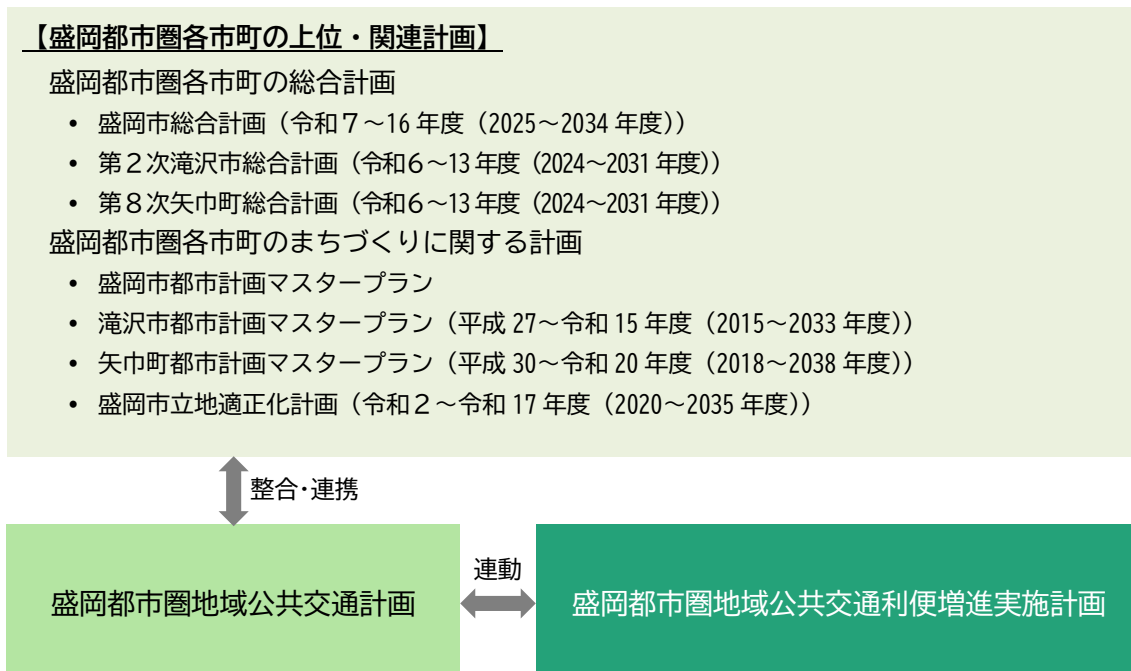 【盛岡都市圏各市町の上位・関連計画】
盛岡都市圏各市町の総合計画
• 盛岡市総合計画（令和７～16 年度（2025～2034 年度））
• 第２次滝沢市総合計画（令和６～13 年度（2024～2031 年度））
• 第８次矢巾町総合計画（令和６～13 年度（2024～2031 年度））
盛岡都市圏各市町のまちづくりに関する計画
• 盛岡市都市計画マスタープラン
• 滝沢市都市計画マスタープラン（平成 27～令和 15 年度（2015～2033 年度））
• 矢巾町都市計画マスタープラン（平成 30～令和 20 年度（2018～2038 年度））
• 盛岡市立地適正化計画（令和２～令和 17 年度（2020～2035 年度））
整合･連携
盛岡都市圏地域公共交通計画
連動
盛岡都市圏地域公共交通利便増進実施計画